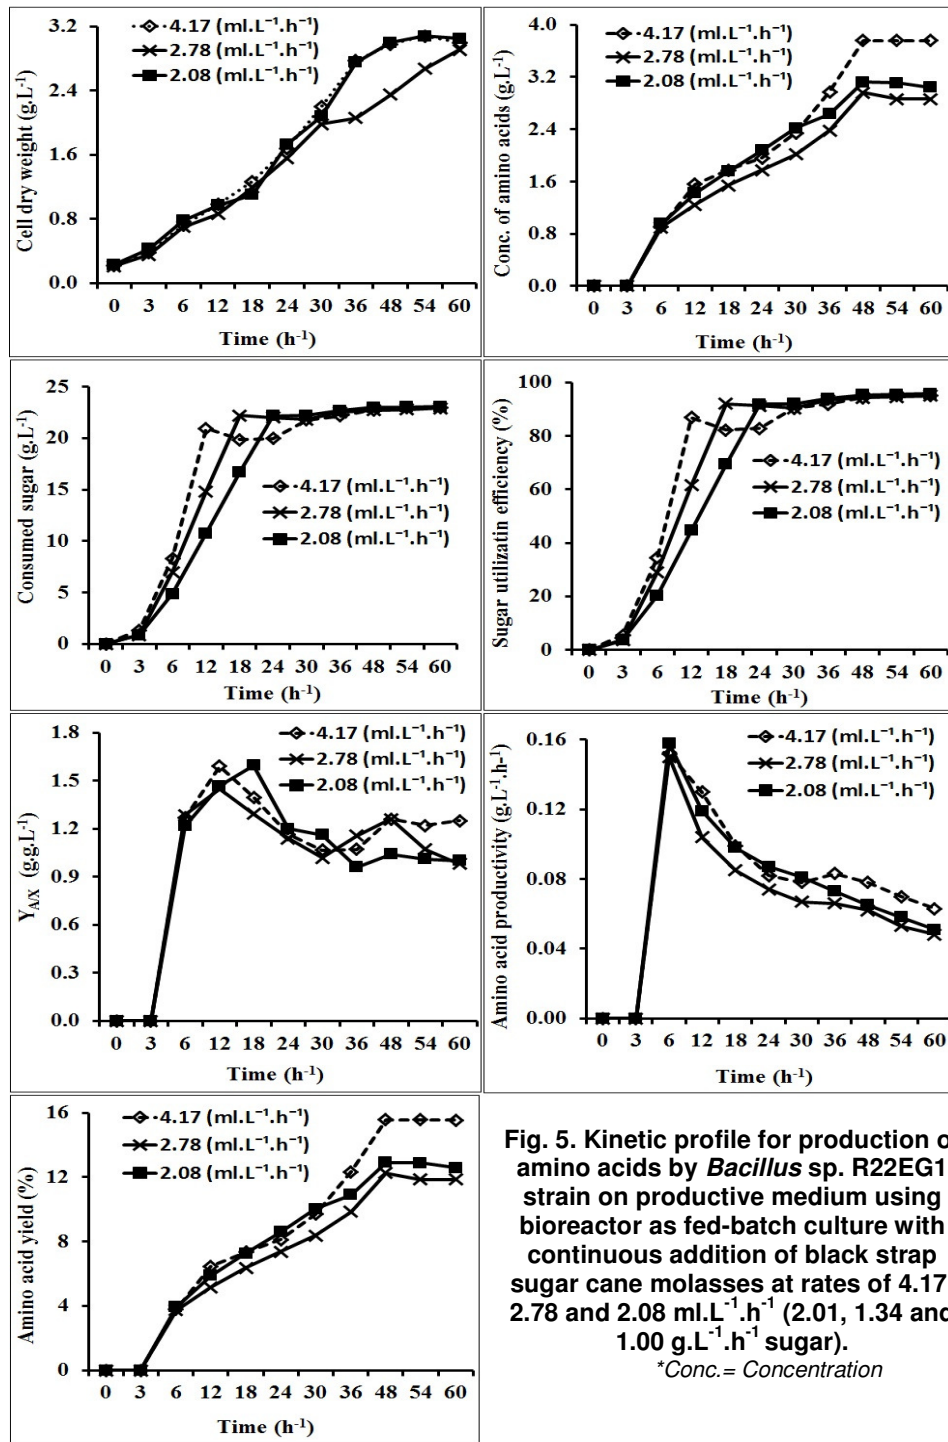 4.17 (ml.L⁻¹.h⁻¹)
2.78 (ml.L⁻¹.h⁻¹)
2.08 (ml.L⁻¹.h⁻¹)
Cell dry weight (g.L⁻¹)
3.2
2.4
1.6
0.8
0.0
0 3 6 12 18 24 30 36 48 54 60
Time (h⁻¹)
4.17 (ml.L⁻¹.h⁻¹)
2.78 (ml.L⁻¹.h⁻¹)
2.08 (ml.L⁻¹.h⁻¹)
Conc. of amino acids (g.L⁻¹)
4.0
3.2
2.4
1.6
0.8
0.0
0 3 6 12 18 24 30 36 48 54 60
Time (h⁻¹)
Consumed sugar (g.L⁻¹)
25
20
15
10
5
0
4.17 (ml.L⁻¹.h⁻¹)
2.78 (ml.L⁻¹.h⁻¹)
2.08 (ml.L⁻¹.h⁻¹)
0 3 6 12 18 24 30 36 48 54 60
Time (h⁻¹)
Sugar utilizatin efficiency (%)
100
80
60
40
20
0
4.17 (ml.L⁻¹.h⁻¹)
2.78 (ml.L⁻¹.h⁻¹)
2.08 (ml.L⁻¹.h⁻¹)
0 3 6 12 18 24 30 36 48 54 60
Time (h⁻¹)
4.17 (ml.L⁻¹.h⁻¹)
2.78 (ml.L⁻¹.h⁻¹)
2.08 (ml.L⁻¹.h⁻¹)
Y A/X (g.g.L⁻¹)
1.8
1.5
1.2
0.9
0.6
0.3
0.0
0 3 6 12 18 24 30 36 48 54 60
Time (h⁻¹)
4.17 (ml.L⁻¹.h⁻¹)
2.78 (ml.L⁻¹.h⁻¹)
2.08 (ml.L⁻¹.h⁻¹)
Amino acid productivity (g.L⁻¹.h-¹)
0.16
0.12
0.08
0.04
0.00
0 3 6 12 18 24 30 36 48 54 60
Time (h⁻¹)
4.17 (ml.L⁻¹.h⁻¹)
2.78 (ml.L⁻¹.h⁻¹)
2.08 (ml.L⁻¹.h⁻¹)
Amino acid yield (%)
16
12
8
4
0
0 3 6 12 18 24 30 36 48 54 60
Time (h⁻¹)
Fig. 5. Kinetic profile for production o
amino acids by Bacillus sp. R22EG1
strain on productive medium using
bioreactor as fed-batch culture with
continuous addition of black strap
sugar cane molasses at rates of 4.17
2.78 and 2.08 ml.L⁻¹.h⁻¹ (2.01, 1.34 and
1.00 g.L⁻¹.h⁻¹ sugar).
*Conc.= Concentration